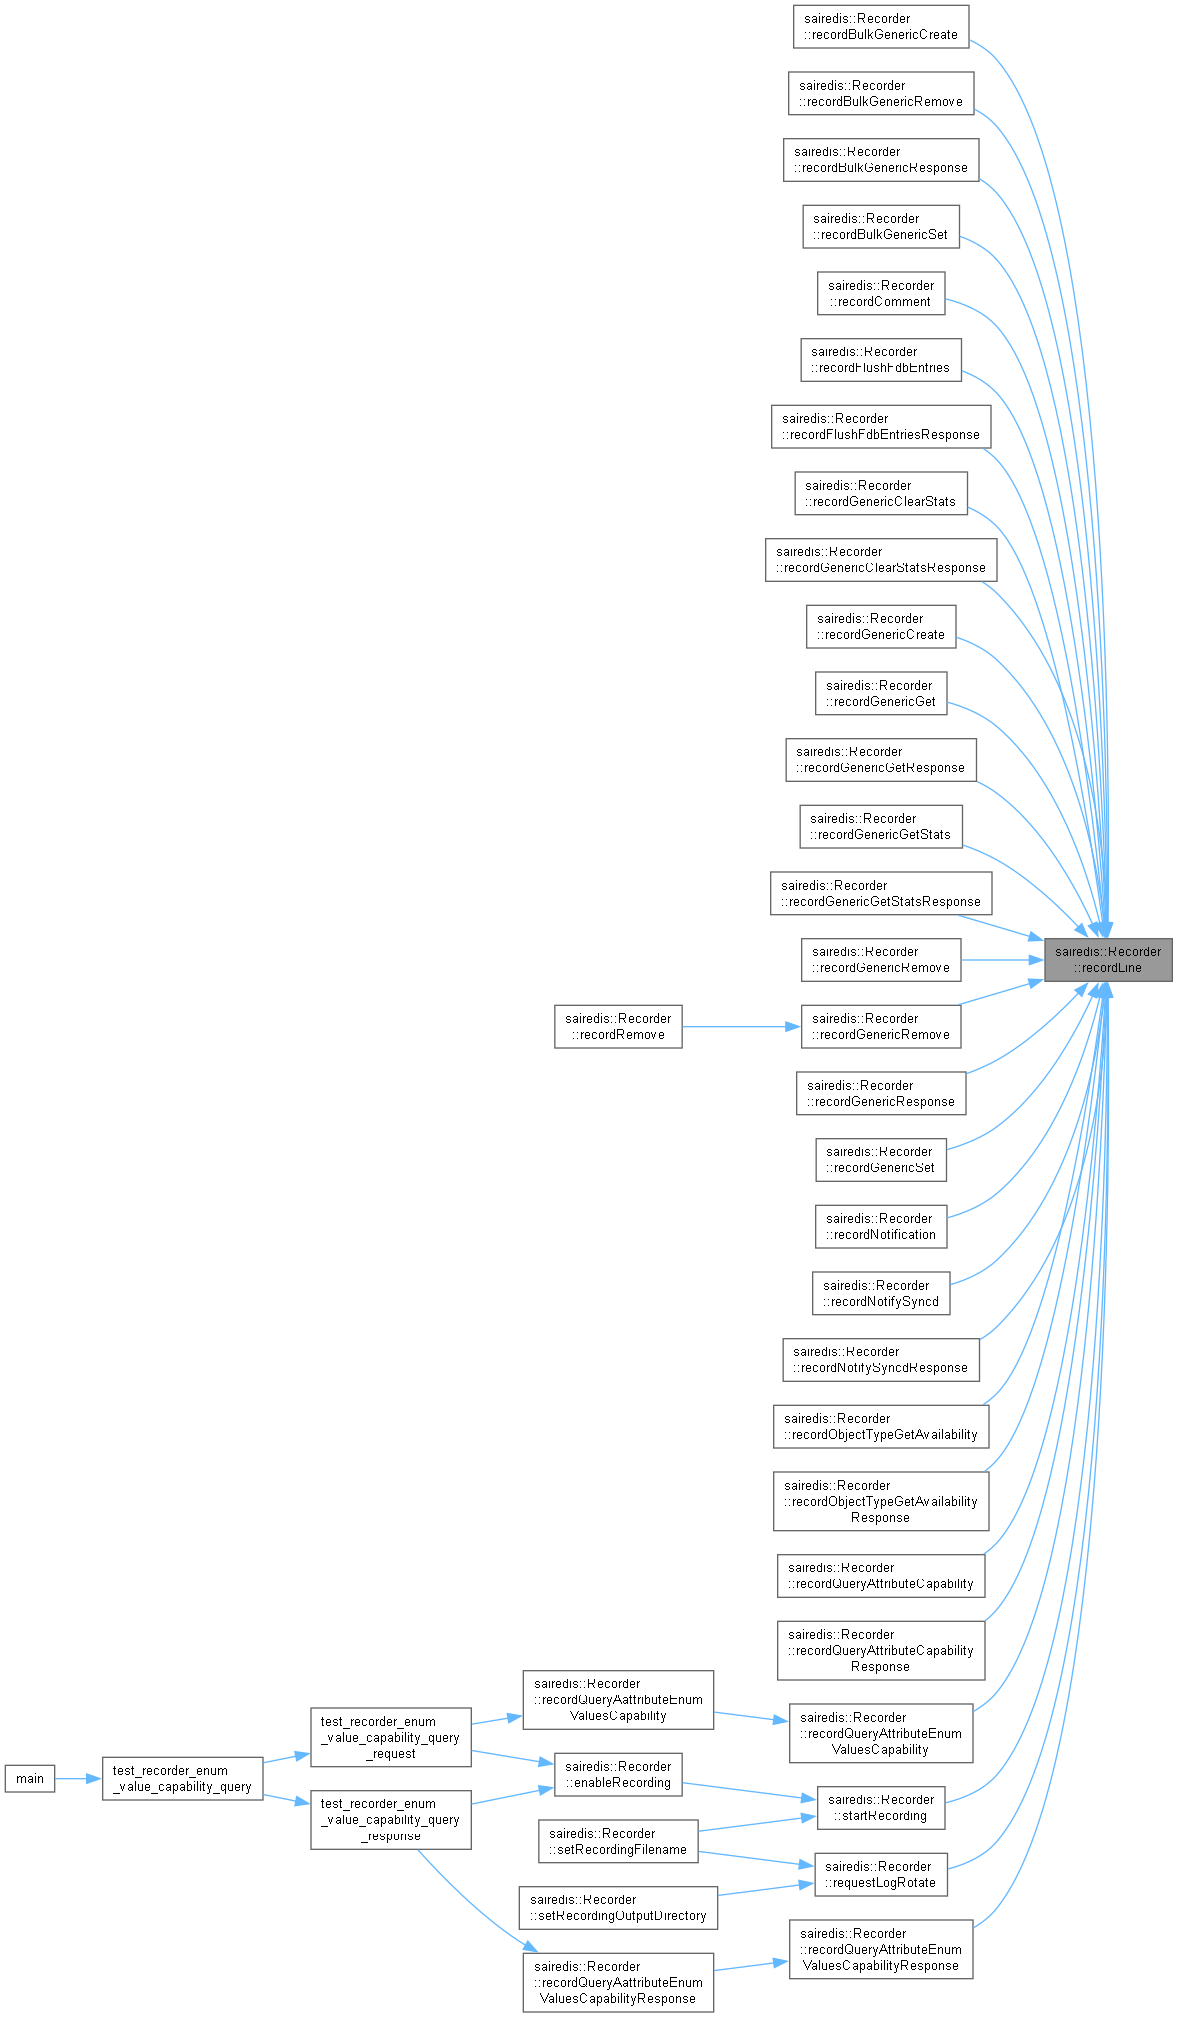 sairedis::Recorder
::recordBulkGenericCreate
sairedis::Recorder
::recordBulkGenericRemove
sairedis::Recorder
::recordBulkGenericResponse
sairedis::Recorder
::recordBulkGenericSet
sairedis::Recorder
::recordComment
sairedis::Recorder
::recordFlushFdbEntries
sairedis::Recorder
::recordFlushFdbEntriesResponse
sairedis::Recorder
::recordGenericClearStats
sairedis::Recorder
::recordGenericClearStatsResponse
sairedis::Recorder
::recordGenericCreate
sairedis::Recorder
::recordGenericGet
sairedis::Recorder
::recordGenericGetResponse
sairedis::Recorder
::recordGenericGetStats
sairedis::Recorder
::recordGenericGetStatsResponse
sairedis::Recorder
::recordGenericRemove
sairedis::Recorder
::recordLine
sairedis::Recorder
::recordRemove
sairedis::Recorder
::recordGenericRemove
sairedis::Recorder
::recordGenericResponse
sairedis::Recorder
::recordGenericSet
sairedis::Recorder
::recordNotification
sairedis::Recorder
::recordNotifySyncd
sairedis::Recorder
::recordNotifySyncdResponse
sairedis::Recorder
::recordObjectTypeGetAvailability
sairedis::Recorder
::recordObjectTypeGetAvailability
Response
sairedis::Recorder
::recordQueryAttributeCapability
sairedis::Recorder
::recordQueryAttributeCapability
Response
sairedis::Recorder
::recordQueryAattributeEnum
ValuesCapability
sairedis::Recorder
::recordQueryAttributeEnum
ValuesCapability
test_recorder_enum
_value_capability_query
_request
sairedis::Recorder
::enableRecording
main
test_recorder_enum
_value_capability_query
sairedis::Recorder
::startRecording
test_recorder_enum
_value_capability_query
_response
sairedis::Recorder
::setRecordingFilename
sairedis::Recorder
::requestLogRotate
sairedis::Recorder
::setRecordingOutputDirectory
sairedis::Recorder
::recordQueryAttributeEnum
ValuesCapabilityResponse
sairedis::Recorder
::recordQueryAattributeEnum
ValuesCapabilityResponse